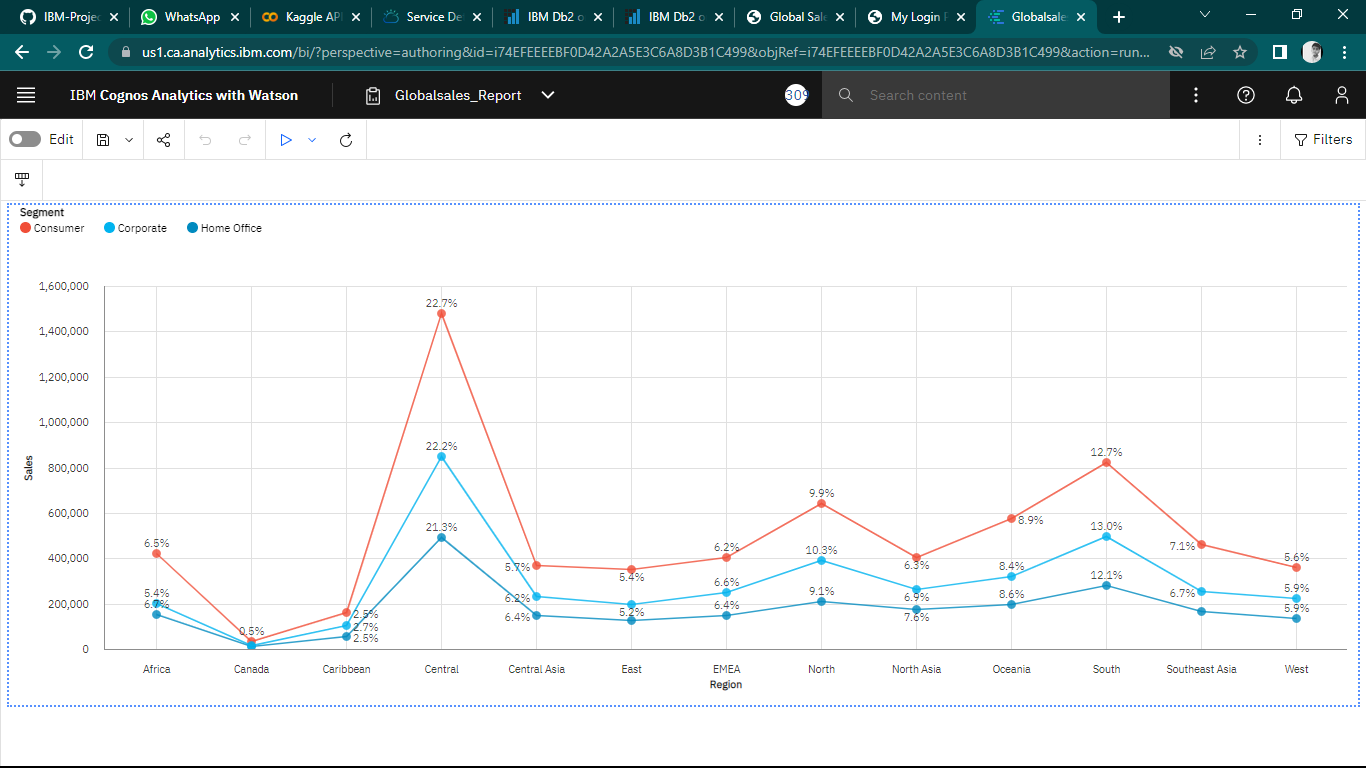 IBM-Projec
WhatsApp
Kaggle API
Service De
IBM Db2 o
IBM Db2 o
Global Sale
My Login P
Globalsale
us1.ca.analytics.ibm.com/bi/?perspective=authoring&id=i74EFEEEEBF0D42A2A5E3C6A8D3B1C499&objRef=i74EFEEEEBF0D42A2A5E3C6A8D3B1C499&action=run...
IBM Cognos Analytics with Watson
Globalsales_Report
309
Search content
Edit
Filters
Segment
Consumer Corporate Home Office
1,600,000
1,400,000
1,200,000
1,000,000
800,000
600,000
400,000
200,000
0
Sales
6.5%
5.4%
0.5%
2.5%
2.7%
2.5%
22.7%
22.2%
21.3%
5.7%
6.2%
6.4%
5.4%
5.2%
6.2%
6.6%
6.4%
9.9%
10.3%
9.1%
6.3%
6.9%
7.6%
8.9%
8.4%
8.6%
12.7%
13.0%
12.1%
7.1%
6.7%
5.6%
5.9%
5.9%
Africa Canada Caribbean Central Central Asia East EMEA North North Asia Oceania South Southeast Asia West
Region